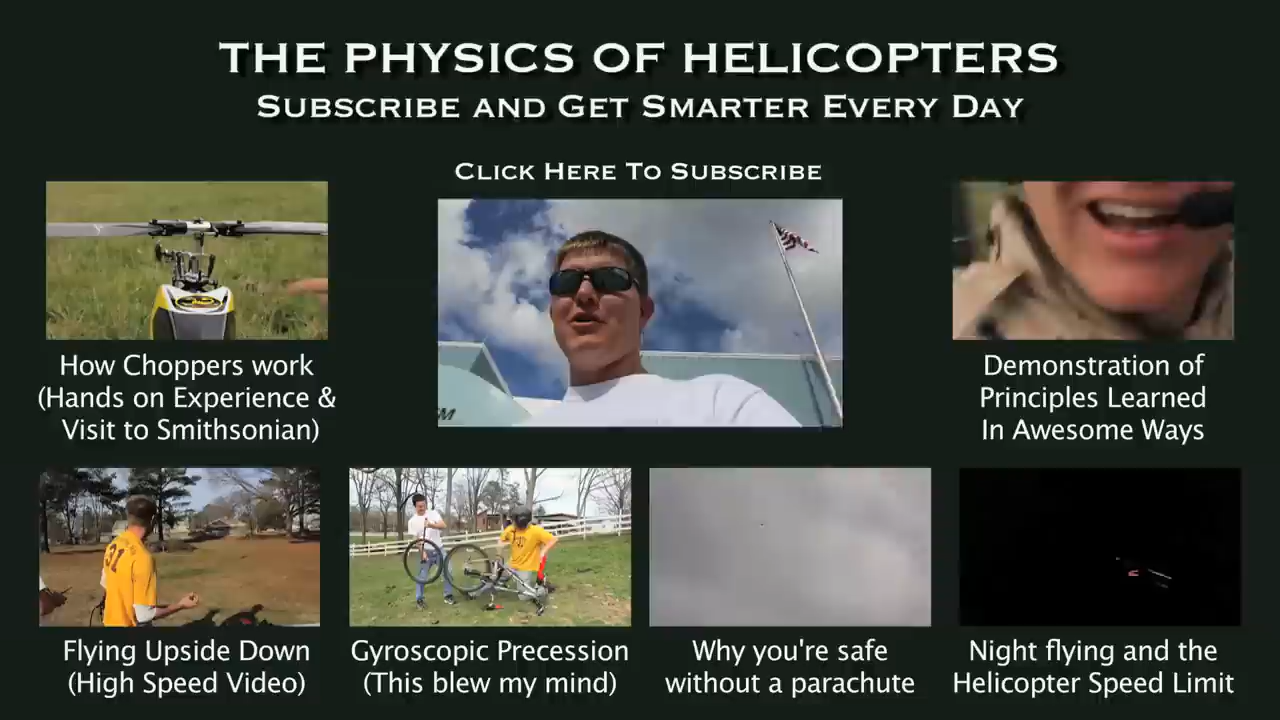 THE PHYSICS OF HELICOPTERS
SUBSCRIBE AND GET SMARTER EVERY DAY
CLICK HERE TO SUBSCRIBE
How Choppers work
(Hands on Experience &
Visit to Smithsonian)
Demonstration of
Principles Learned
In Awesome Ways
Flying Upside Down
(High Speed Video)
Gyroscopic Precession
(This blew my mind)
Why you're safe
without a parachute
Night flying and the
Helicopter Speed Limit
31